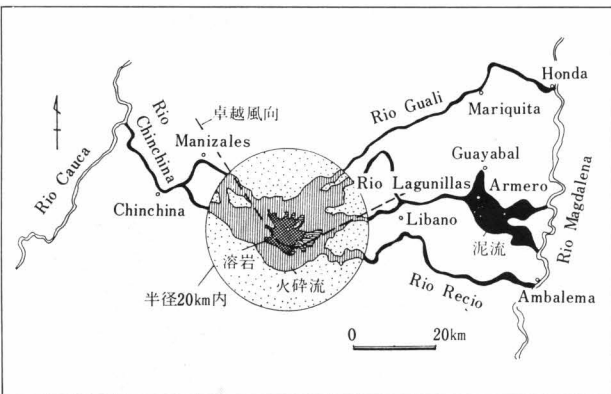 Honda
Rio Guali
Mariquita
Rio Chinchina
卓越風向
Manizales
Guayabal
Rio Cauca
Rio Lagunillas
Armero
Rio Magdalena
Chinchina
Libano
溶岩
泥流
半径20km内
火砕流
Rio Recio
Ambalema
0 20km